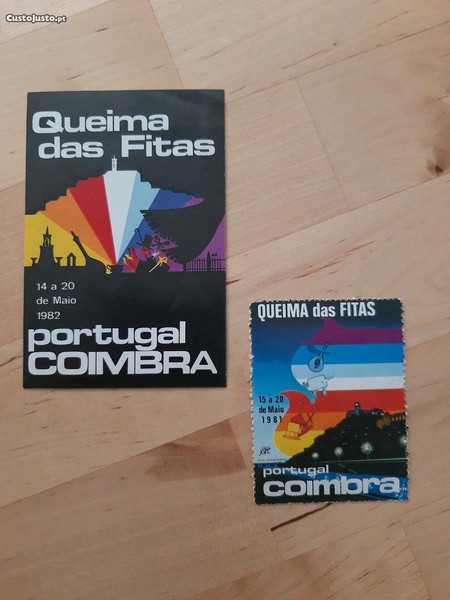 CustoJusto.pt
Queima
das Fitas
14 a 20
de Maio
1982
portugal
COIMBRA
QUEIMA das FITAS
15 a 20
de Maio
1981
portugal
coimbra